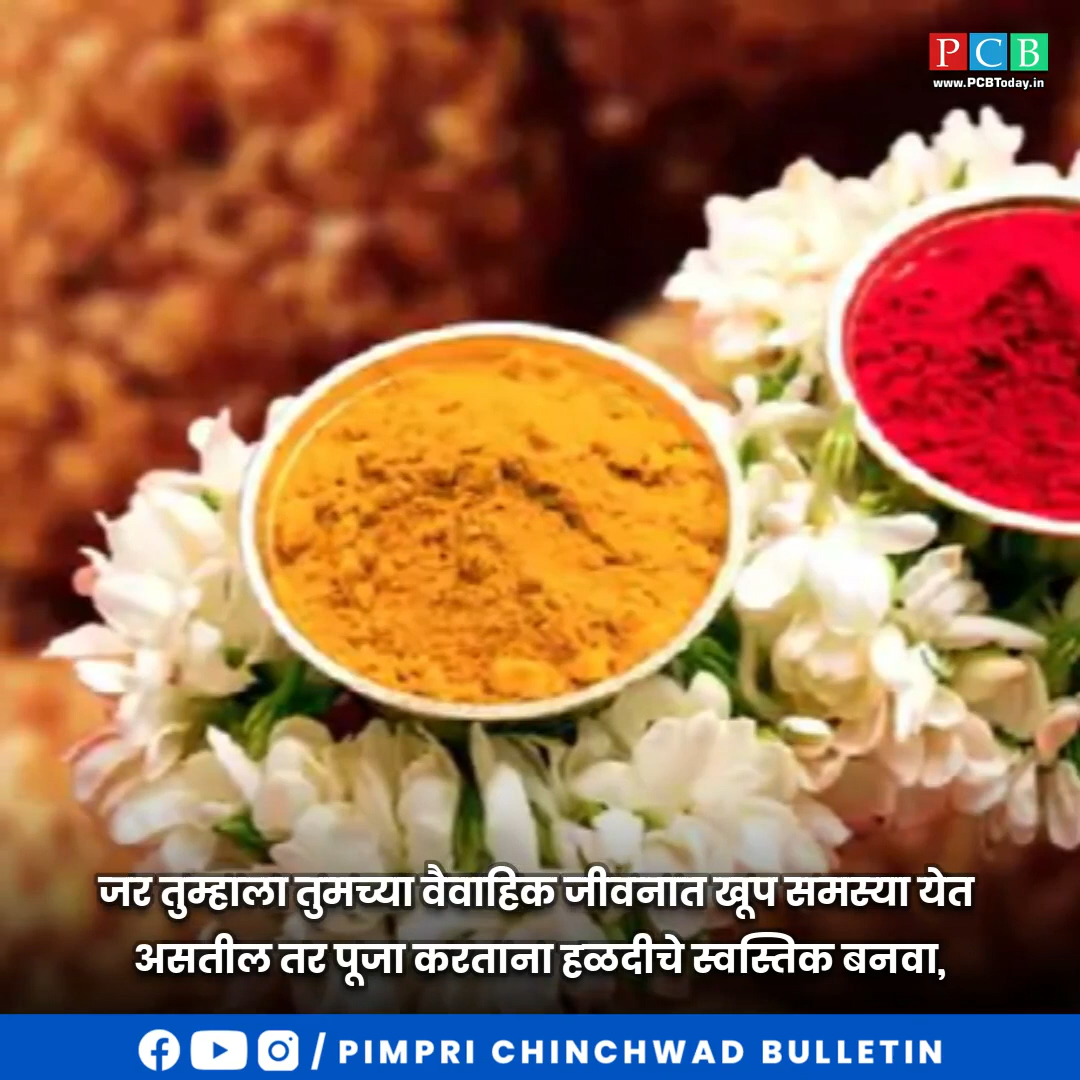 PCB
www.PCBToday.in
जर तुम्हाला तुमच्या वैवाहिक जीवनात खूप समस्या येत
असतील तर पूजा करताना हळदीचे स्वस्तिक बनवा,
/ PIMPRI CHINCHWAD BULLETIN